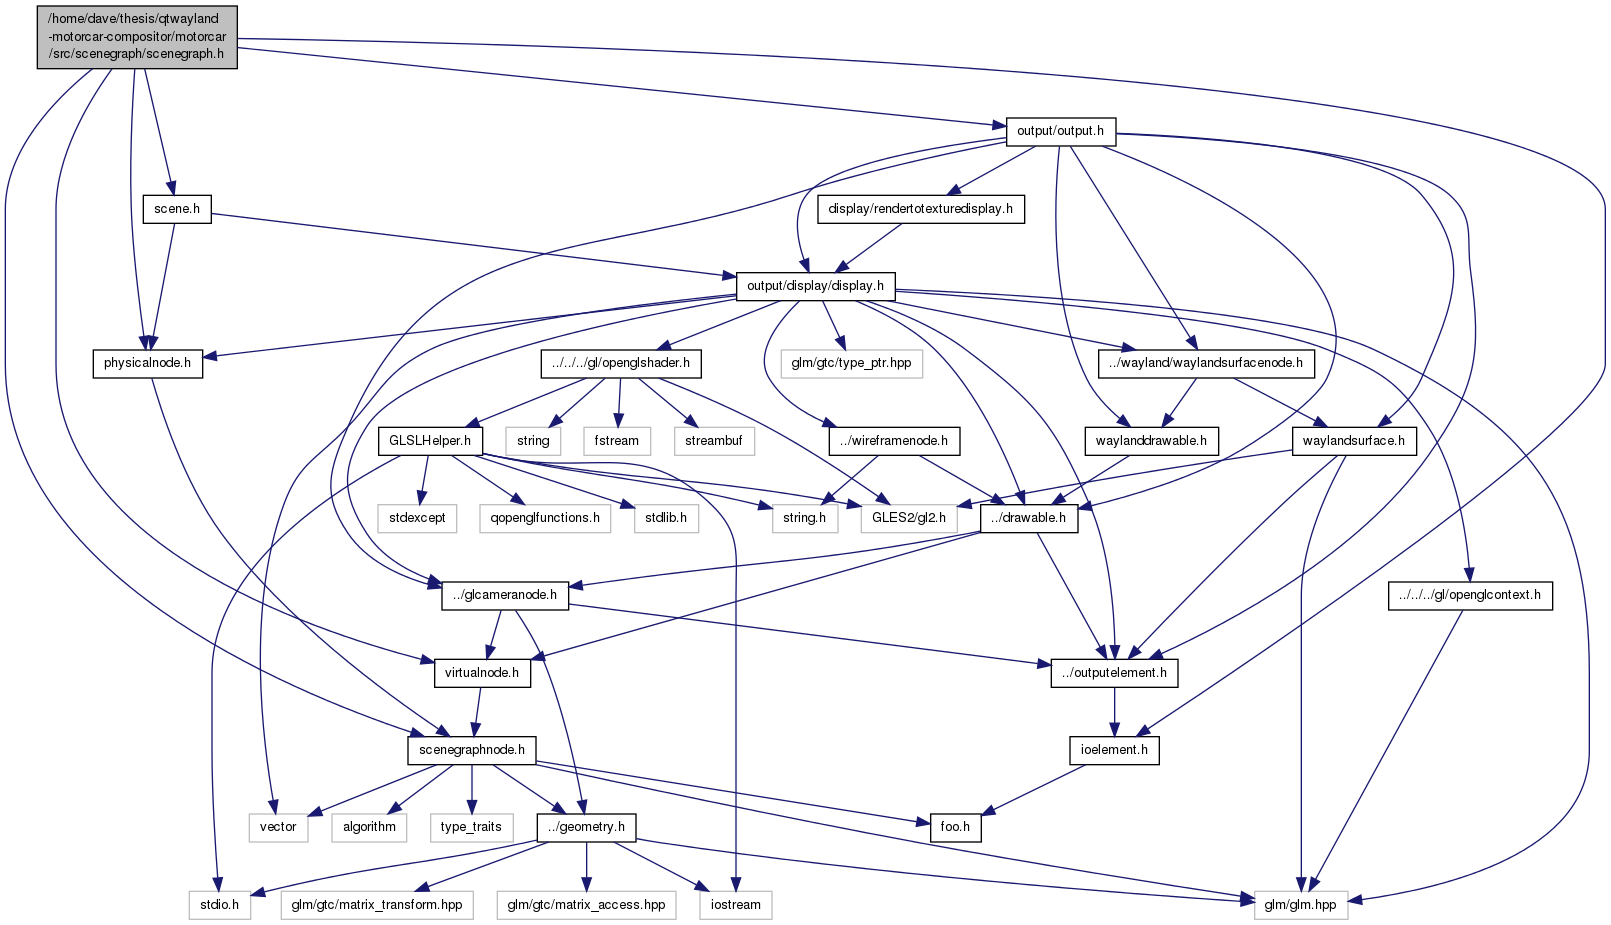 /home/dave/thesis/qtwayland
-motorcar-compositor/motorcar
/src/scenegraph/scenegraph.h
output/output.h
scene.h
display/rendertotexturedisplay.h
output/display/display.h
physicalnode.h
../../../gl/openglshader.h
glm/gtc/type_ptr.hpp
../wayland/waylandsurfacenode.h
GLSLHelper.h
string
fstream
streambuf
../wireframenode.h
waylanddrawable.h
waylandsurface.h
stdexcept
qopenglfunctions.h
stdlib.h
string.h
GLES2/gl2.h
../drawable.h
../glcameranode.h
../../../gl/openglcontext.h
virtualnode.h
../outputelement.h
scenegraphnode.h
ioelement.h
vector
algorithm
type_traits
../geometry.h
foo.h
stdio.h
glm/gtc/matrix_transform.hpp
glm/gtc/matrix_access.hpp
iostream
glm/glm.hpp